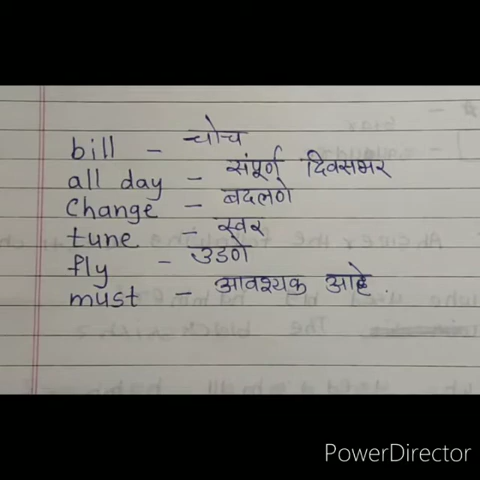 bill - चोच
all day - संपूर्ण दिवसभर
Change - बदलणे
tune - स्वर
fly - उडणे
must - आवश्यक आहे.
PowerDirector